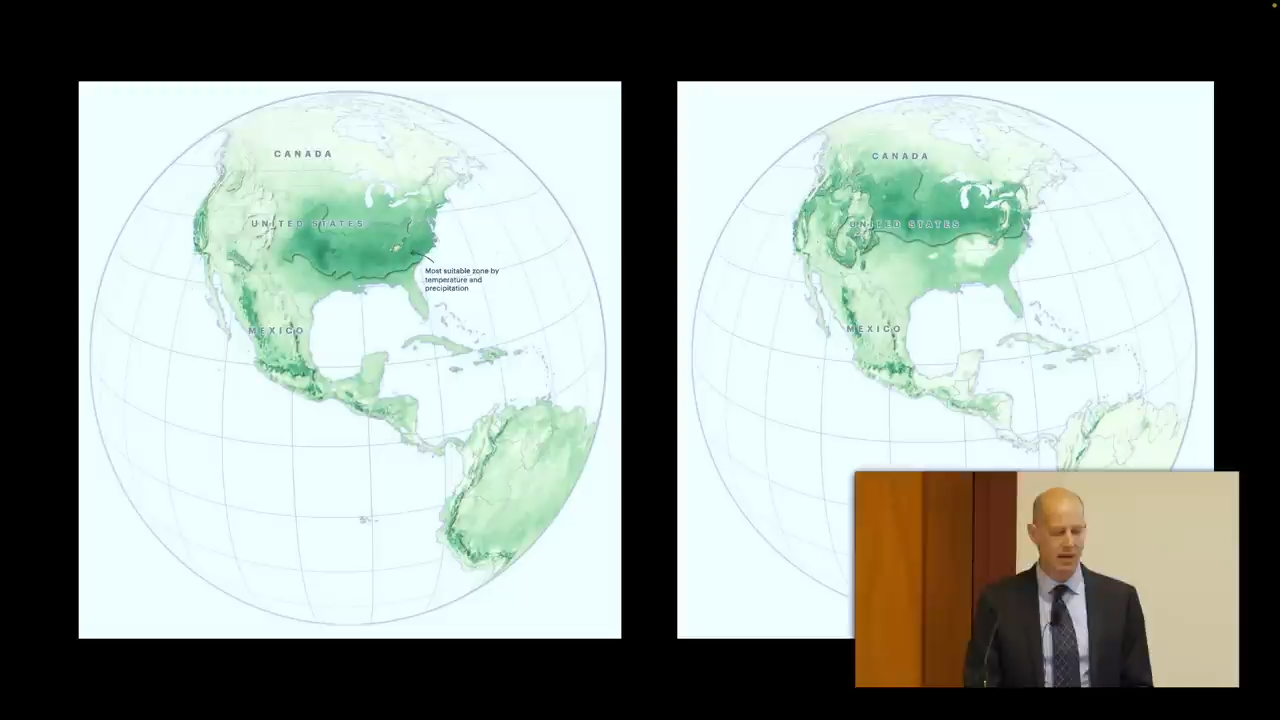 CANADA
UNITED STATES
Most suitable zone by
temperature and
precipitation
MEXICO
CANADA
UNITED STATES
MEXICO